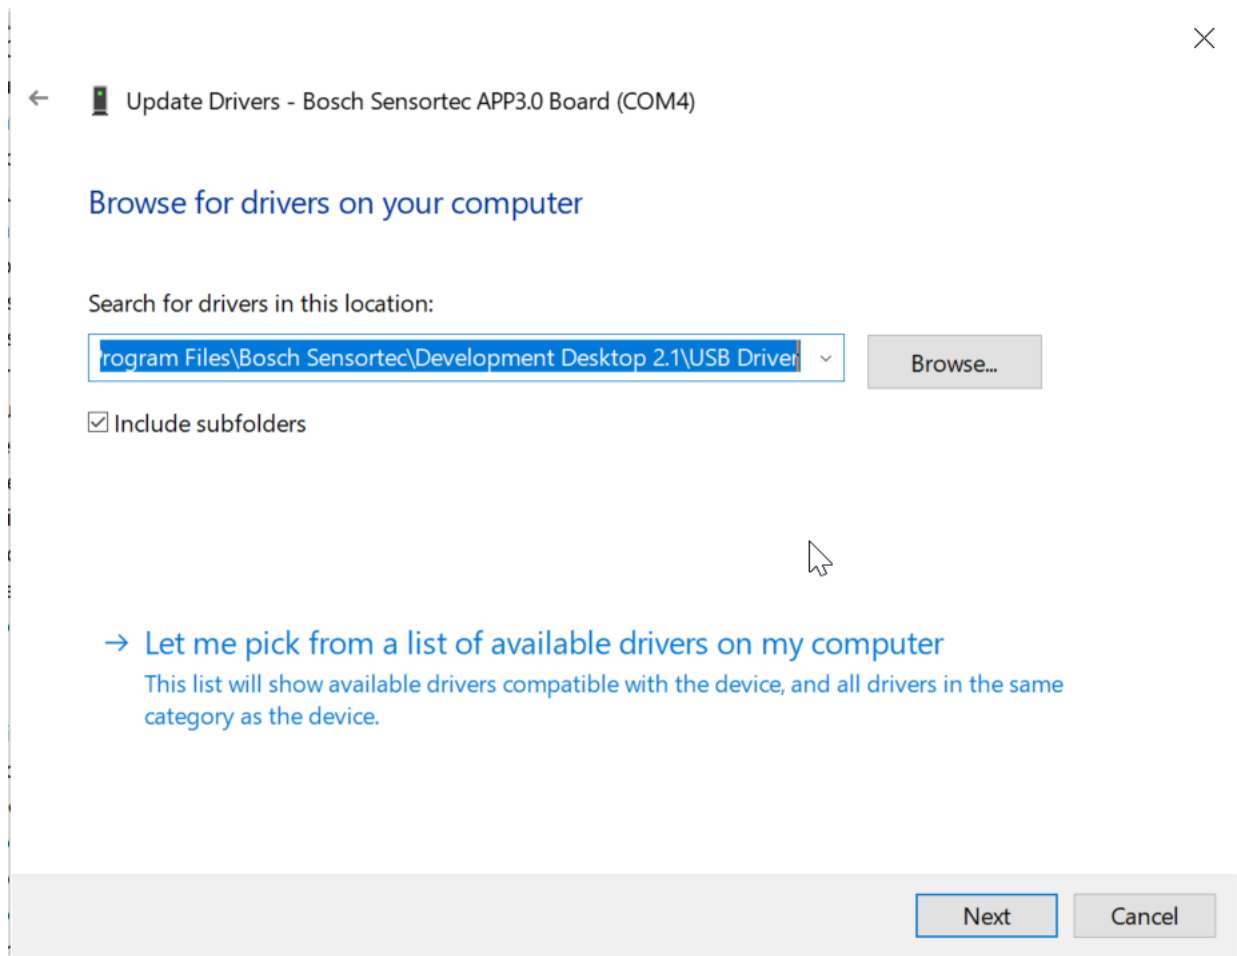 Update Drivers - Bosch Sensortec APP3.0 Board (COM4)
Browse for drivers on your computer
Search for drivers in this location:
rogram Files\Bosch Sensortec\Development Desktop 2.1\USB Driver
Browse...
Include subfolders
Let me pick from a list of available drivers on my computer
This list will show available drivers compatible with the device, and all drivers in the same
category as the device.
Next
Cancel